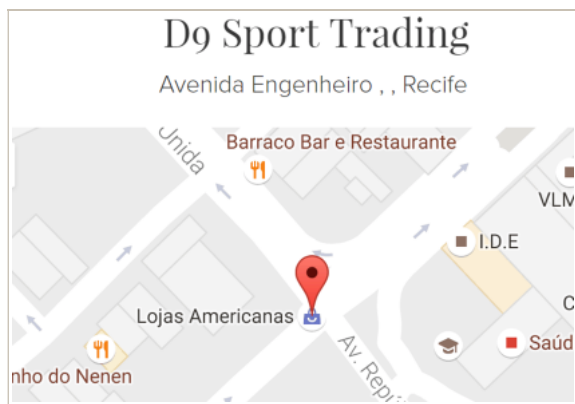 D9 Sport Trading
Avenida Engenheiro , , Recife
Unida
Barraco Bar e Restaurante
VLM
I.D.E
Lojas Americanas
C
Av. Repú
Saúd
nho do Nenen